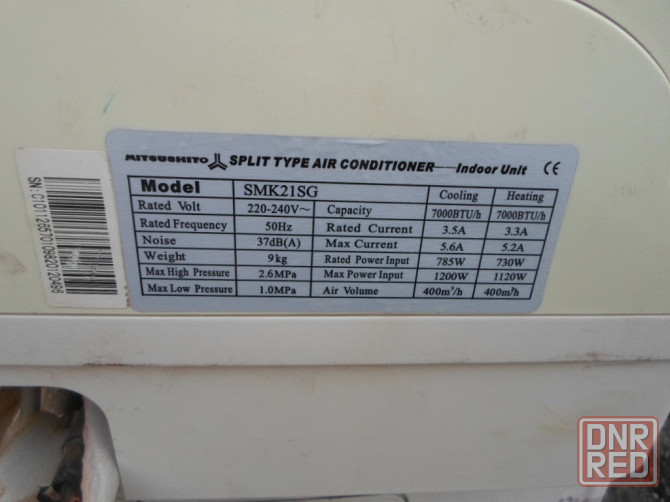 MITSUSHITO SPLIT TYPE AIR CONDITIONER Indoor Unit CE
Model SMK21SG Cooling Heating
Rated Volt 220-240V~ Capacity 7000BTU/h 7000BTU/h
Rated Frequency 50Hz Rated Current 3.5A 3.3A
Noise 37dB(A) Max Current 5.6A 5.2A
Weight 9kg Rated Power Input 785W 730W
Max High Pressure 2.6MPa Max Power Input 1200W 1120W
Max Low Pressure 1.0MPa Air Volume 400m³/h 400m³/h
DNR
RED